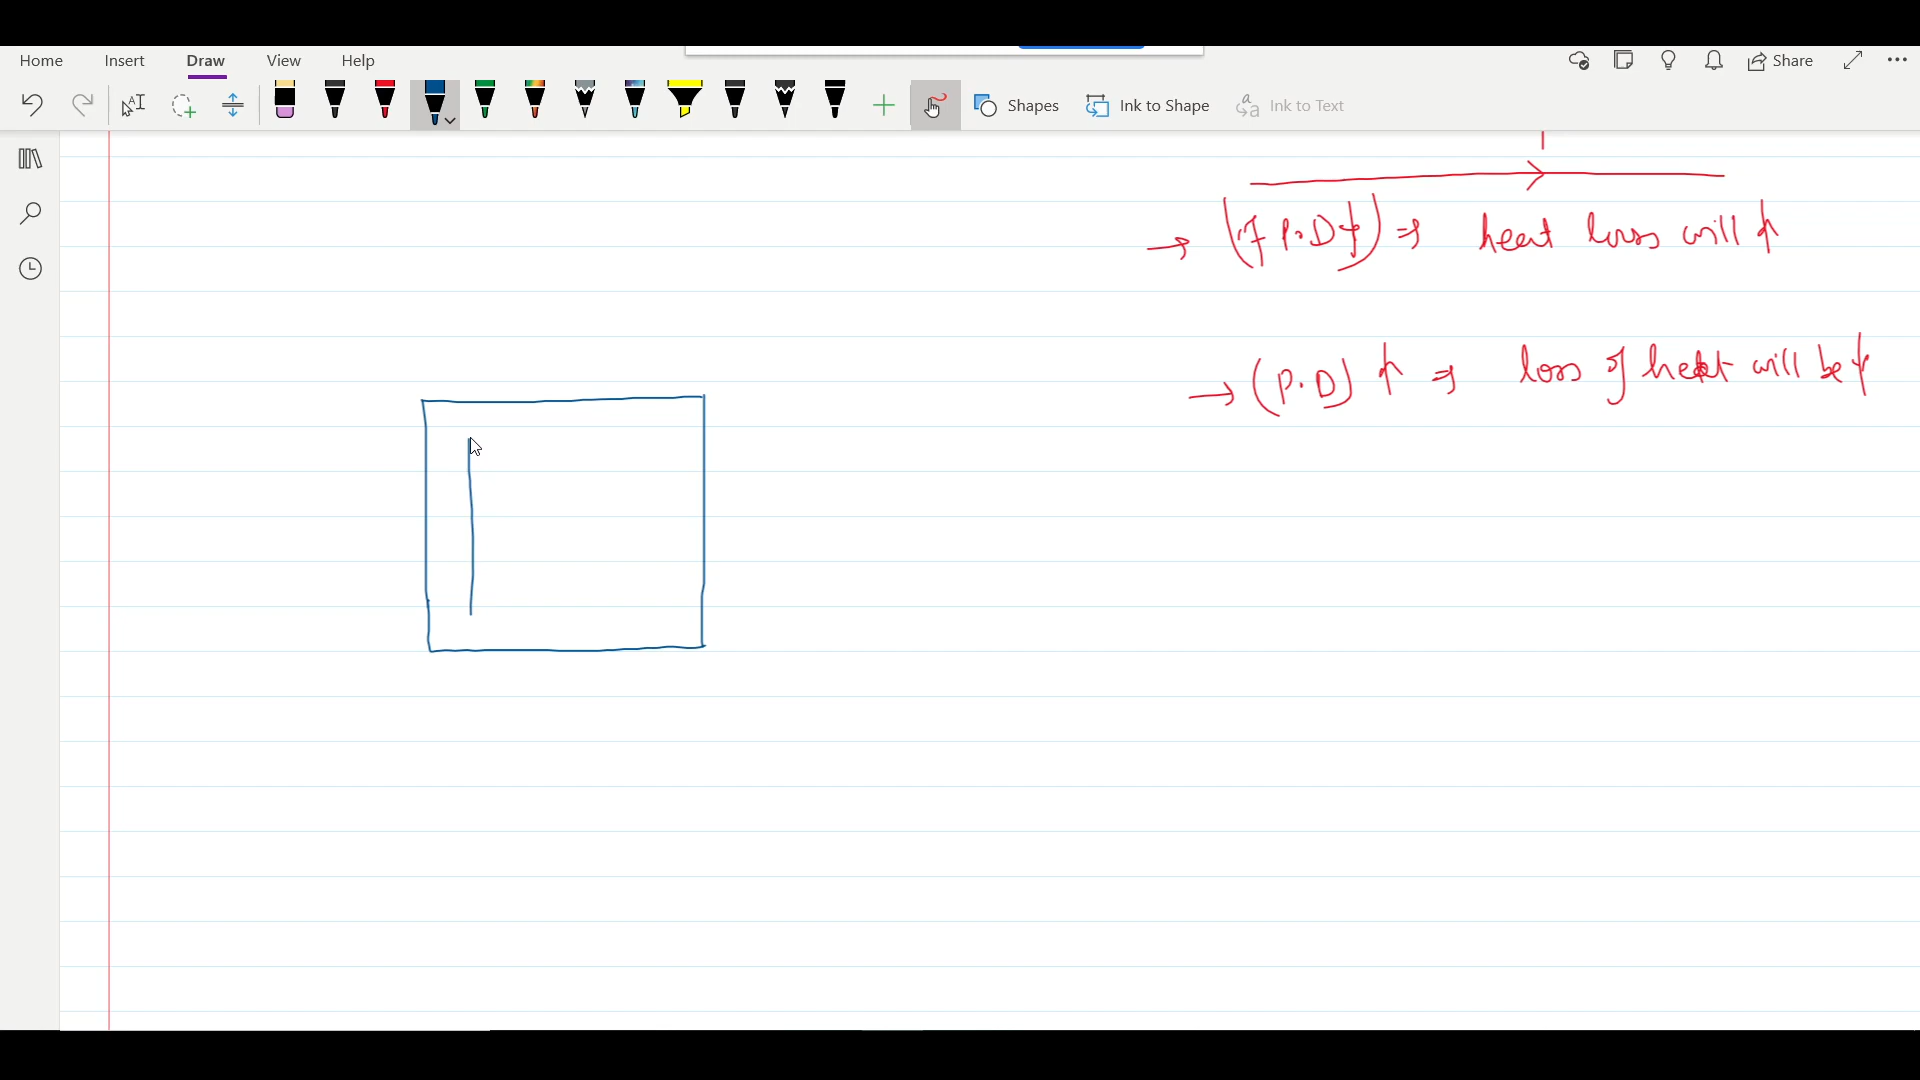 Home Insert Draw View Help Share
Shapes Ink to Shape Ink to Text
→ (if P.D ↓) ⇒ heat loss will ↑
→ (P.D) ↑ ⇒ loss of heat will be ↓